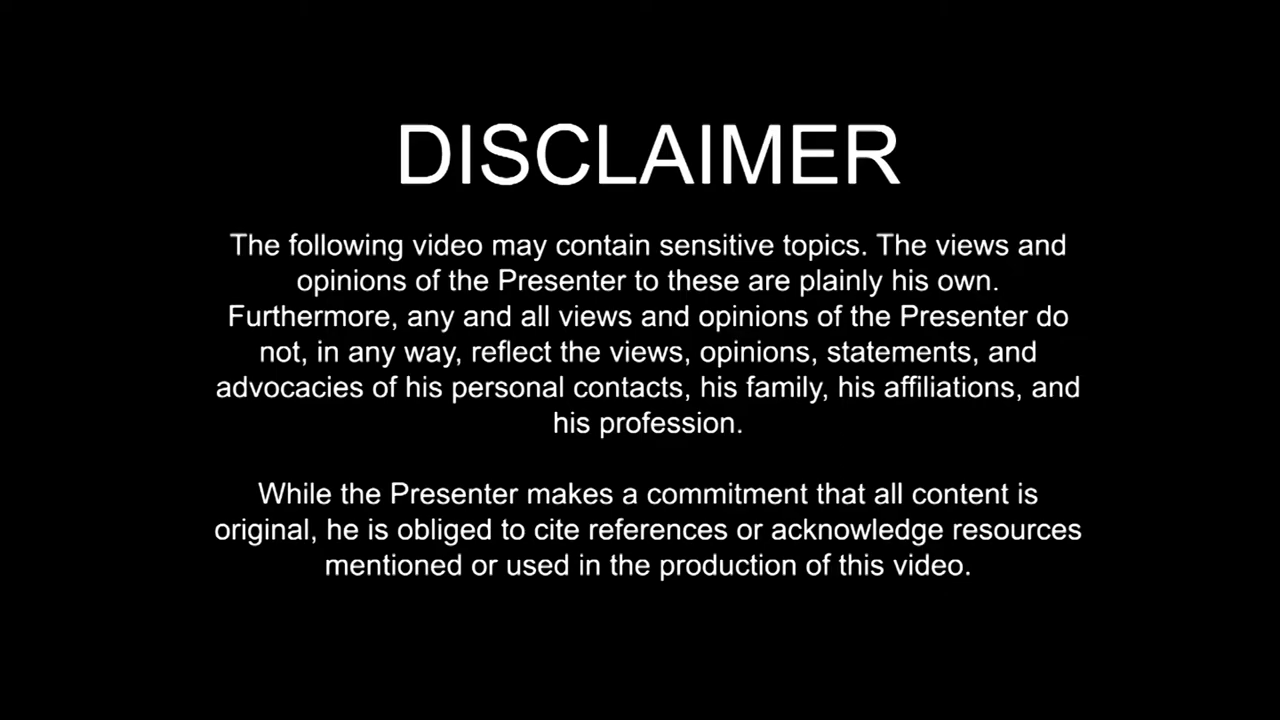 DISCLAIMER
The following video may contain sensitive topics. The views and
opinions of the Presenter to these are plainly his own.
Furthermore, any and all views and opinions of the Presenter do
not, in any way, reflect the views, opinions, statements, and
advocacies of his personal contacts, his family, his affiliations, and
his profession.
While the Presenter makes a commitment that all content is
original, he is obliged to cite references or acknowledge resources
mentioned or used in the production of this video.